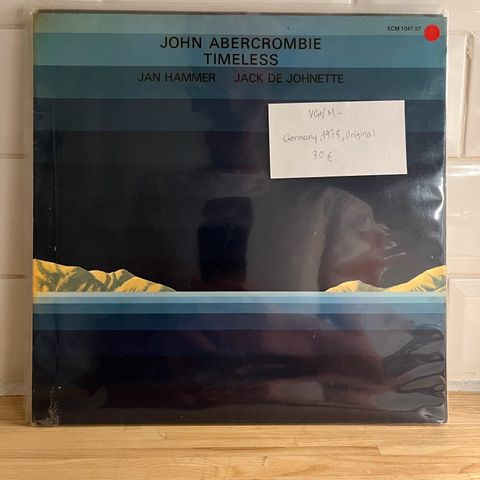 ECM 1047 ST
JOHN ABERCROMBIE
TIMELESS
JAN HAMMER JACK DE JOHNETTE
VG+/M-
Germany, 1975, Original
30 €